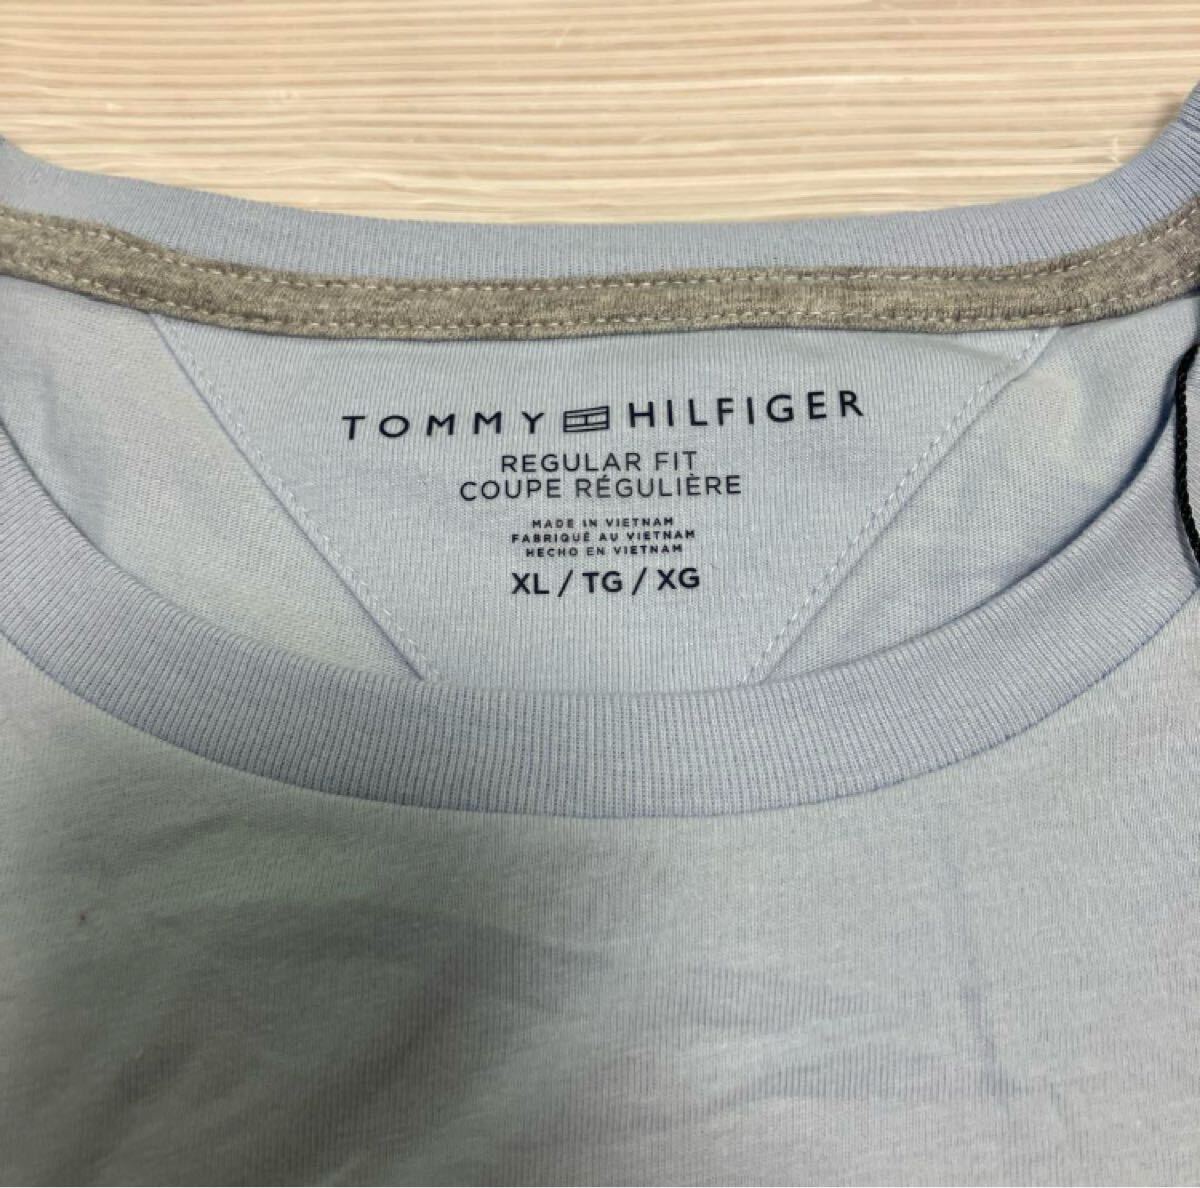 TOMMY HILFIGER
REGULAR FIT
COUPE RÉGULIÈRE
MADE IN VIETNAM
FABRIQUÉ AU VIETNAM
HECHO EN VIETNAM
XL / TG / XG